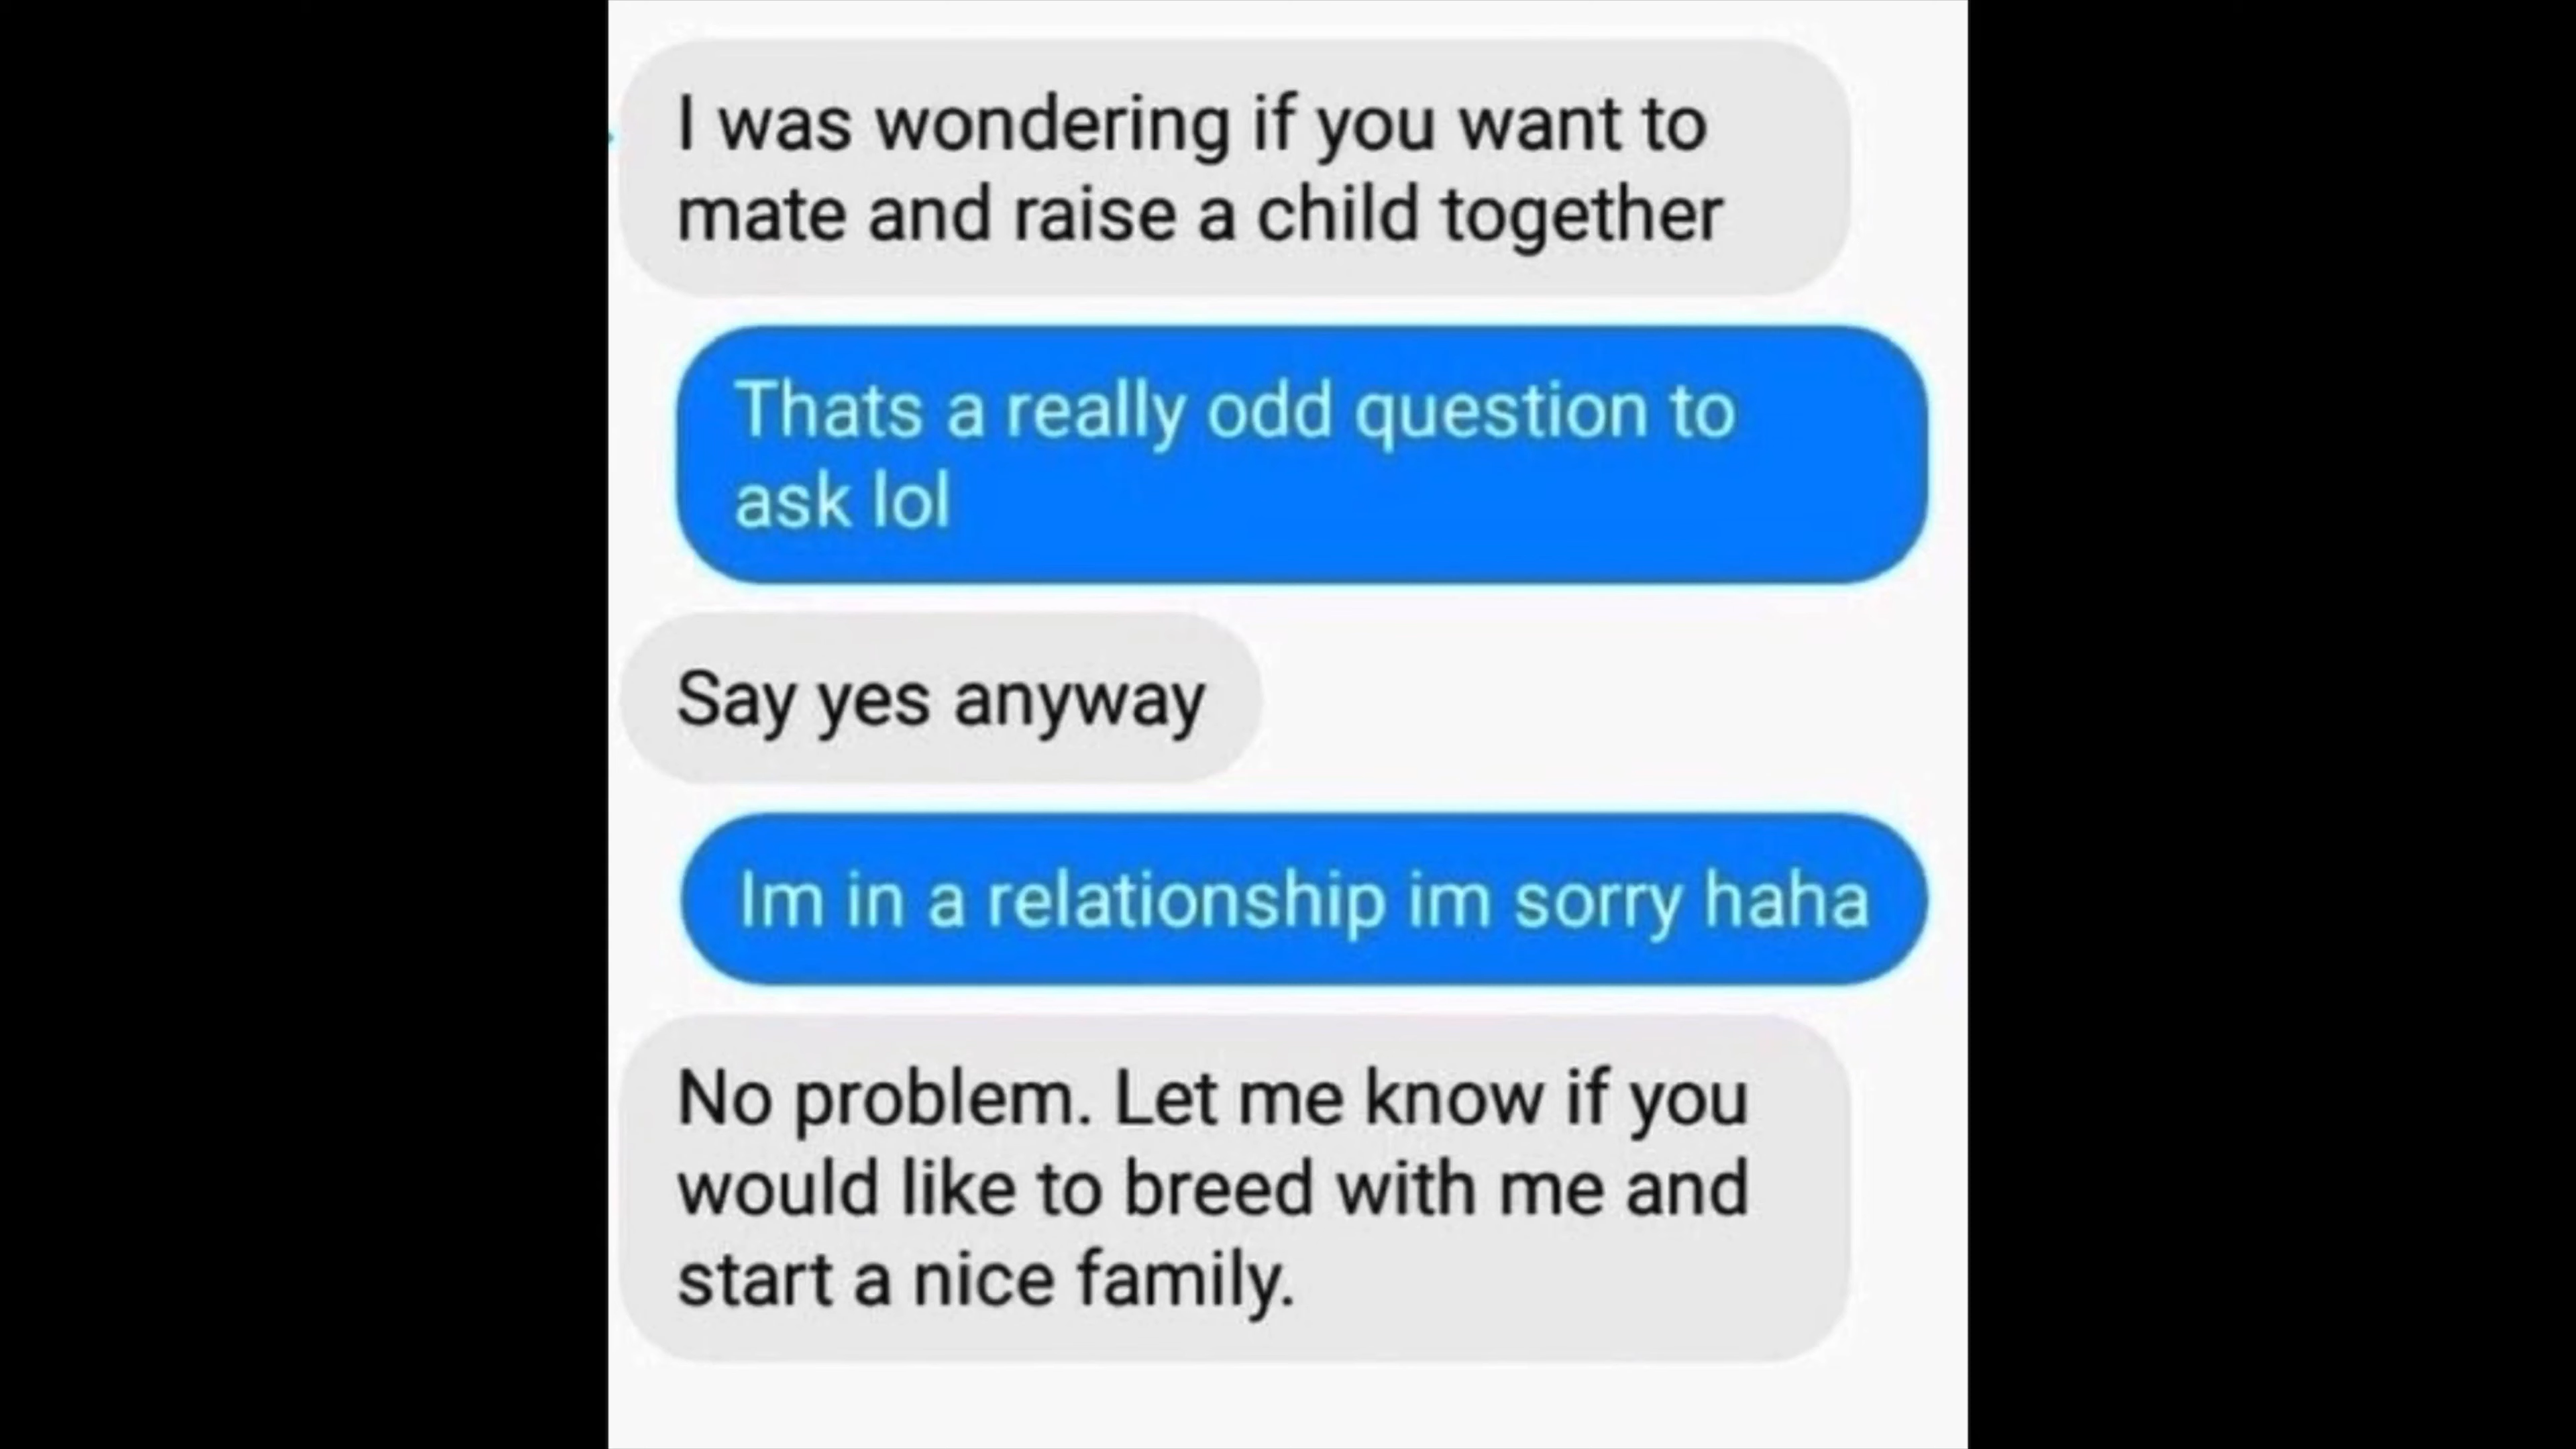 I was wondering if you want to
mate and raise a child together
Thats a really odd question to
ask lol
Say yes anyway
Im in a relationship im sorry haha
No problem. Let me know if you
would like to breed with me and
start a nice family.